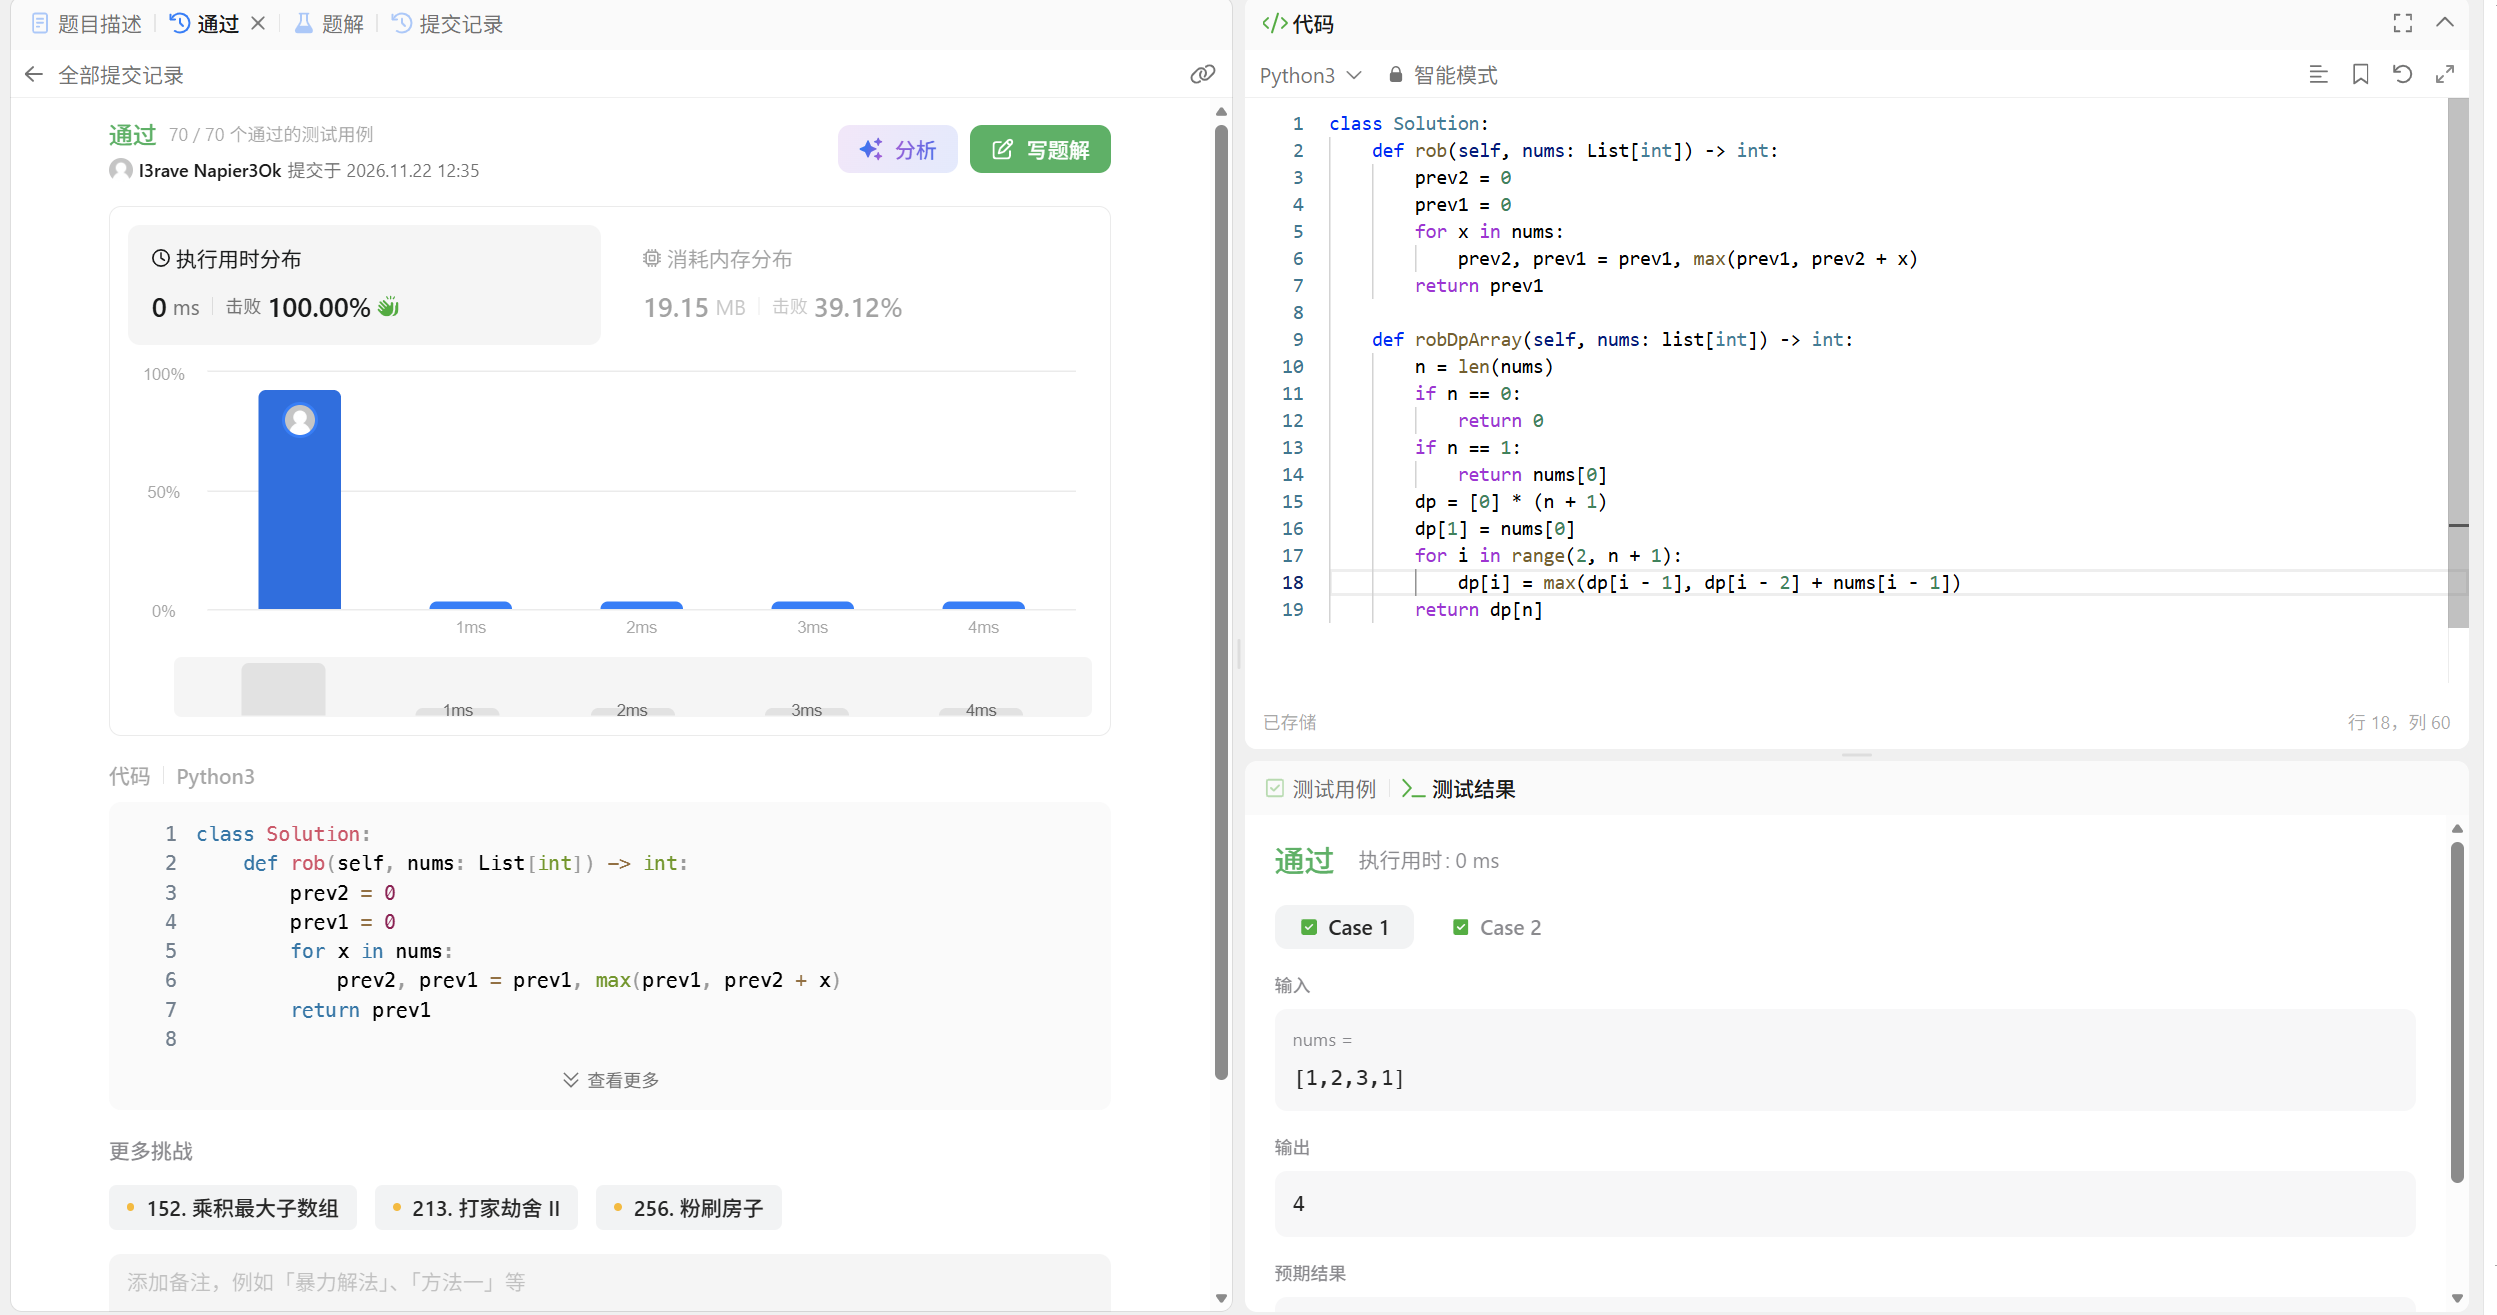 题目描述 通过 题解 提交记录
全部提交记录
通过 70 / 70 个通过的测试用例
l3rave Napier3Ok 提交于 2026.11.22 12:35
分析 写题解
执行用时分布
0 ms 击败 100.00%
消耗内存分布
19.15 MB 击败 39.12%
100%
50%
0%
1ms 2ms 3ms 4ms
1ms 2ms 3ms 4ms
代码 Python3
1 class Solution:
2     def rob(self, nums: List[int]) -> int:
3         prev2 = 0
4         prev1 = 0
5         for x in nums:
6             prev2, prev1 = prev1, max(prev1, prev2 + x)
7         return prev1
8
查看更多
更多挑战
152. 乘积最大子数组 213. 打家劫舍 II 256. 粉刷房子
添加备注，例如「暴力解法」、「方法一」等
代码
Python3 智能模式
1 class Solution:
2     def rob(self, nums: List[int]) -> int:
3         prev2 = 0
4         prev1 = 0
5         for x in nums:
6             prev2, prev1 = prev1, max(prev1, prev2 + x)
7         return prev1
8
9     def robDpArray(self, nums: list[int]) -> int:
10         n = len(nums)
11         if n == 0:
12             return 0
13         if n == 1:
14             return nums[0]
15         dp = [0] * (n + 1)
16         dp[1] = nums[0]
17         for i in range(2, n + 1):
18             dp[i] = max(dp[i - 1], dp[i - 2] + nums[i - 1])
19         return dp[n]
已存储 行 18，列 60
测试用例 测试结果
通过 执行用时: 0 ms
Case 1 Case 2
输入
nums =
[1,2,3,1]
输出
4
预期结果